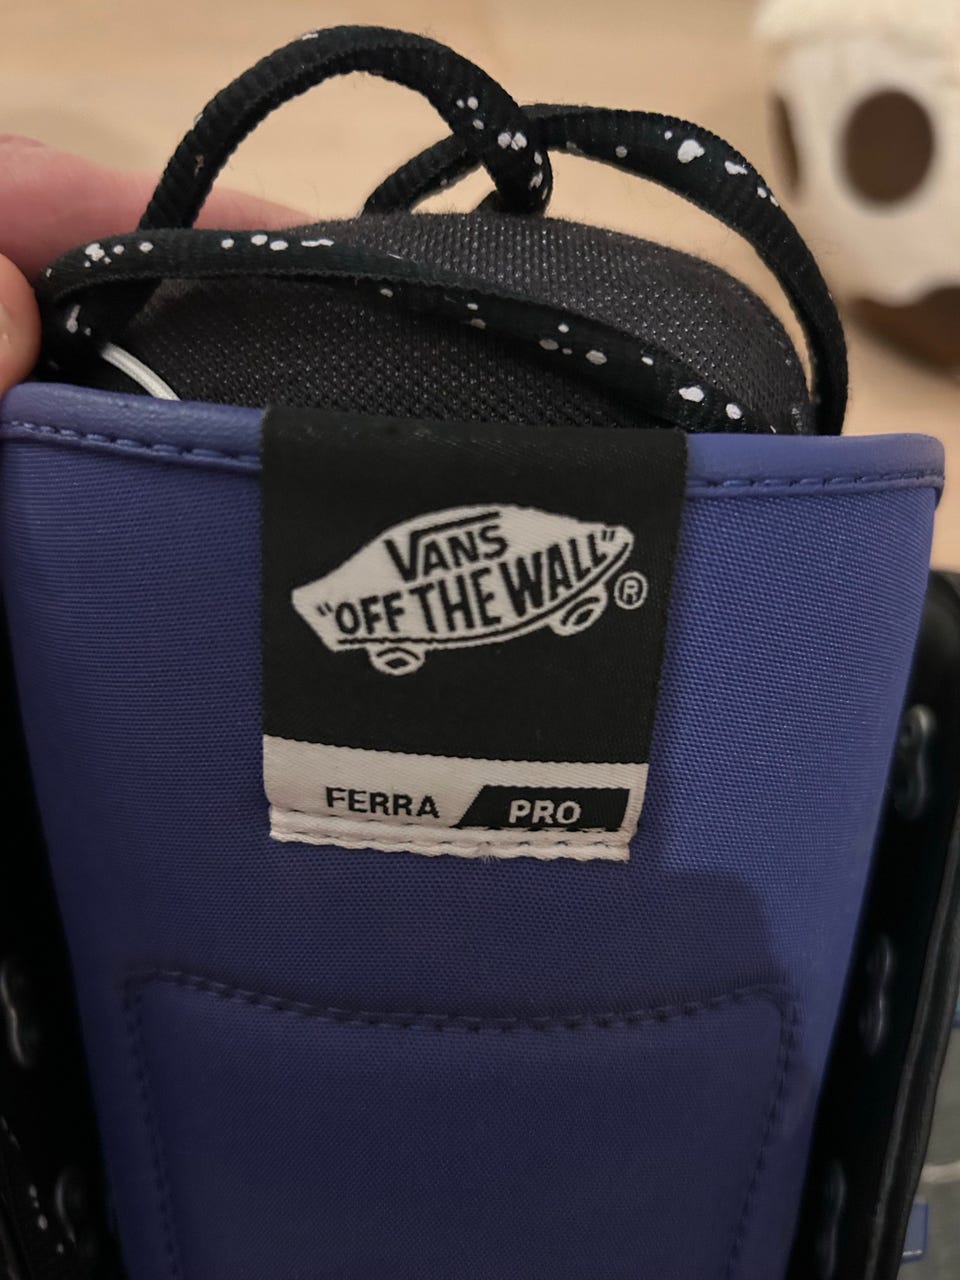 VANS
"OFF THE WALL"®
FERRA PRO